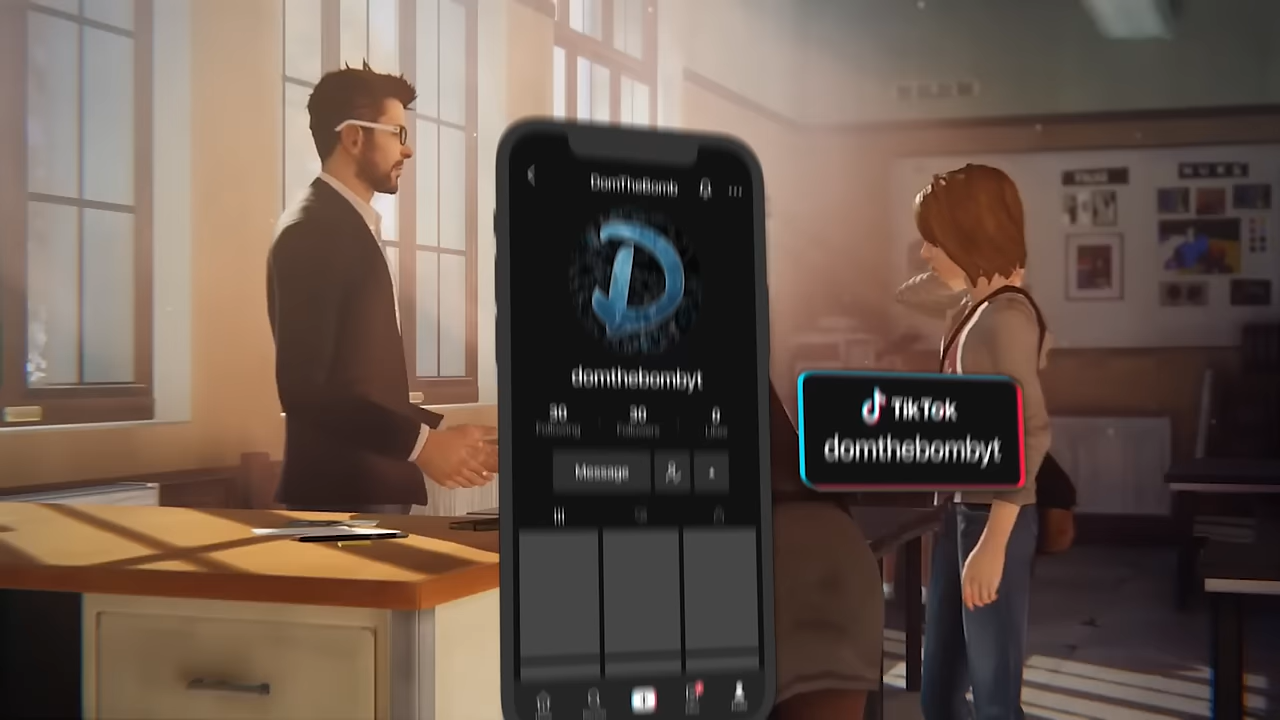 DomTheBomb
domthebombyt
30 30 0
Following Followers Likes
Message
TikTok
domthebombyt